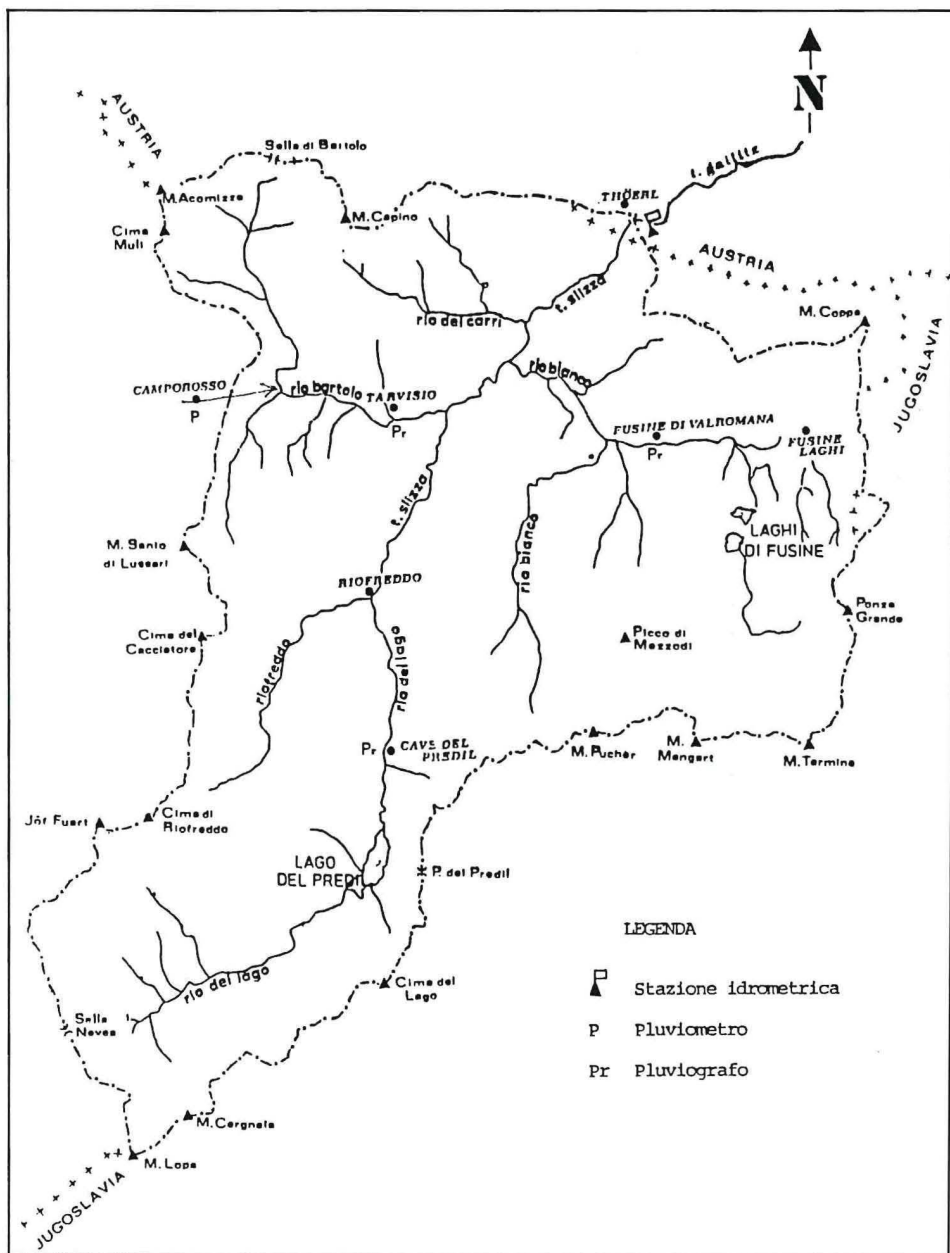 N
AUSTRIA
Sella di Bartolo
t. gailitz
M. Acomizza
THÖERL
M. Capino
Cima
Muli
AUSTRIA
t. slizza
M. Coppa
rio del carri
JUGOSLAVIA
CAMPOROSSO
P
rio bartolo
TARVISIO
Pr
rio bianco
FUSINE DI VALROMANA
Pr
FUSINE
LAGHI
t. slizza
rio bianco
LAGHI
DI FUSINE
M. Santo
di Lussari
RIOFREDDO
Ponza
Grande
Cima del
Cacciatore
Picco di
Mezzodì
riofreddo
rio del lago
Pr
CAVE DEL
PREDIL
M. Pucher
M.
Mangart
M. Termine
Jôf Fuart
Cima di
Riofreddo
LAGO
DEL PREDIL
P. del Predil
LEGENDA
rio del lago
Cima del
Lago
Stazione idrometrica
Sella
Nevea
P Pluviometro
Pr Pluviografo
M. Cergnala
M. Lopa
JUGOSLAVIA